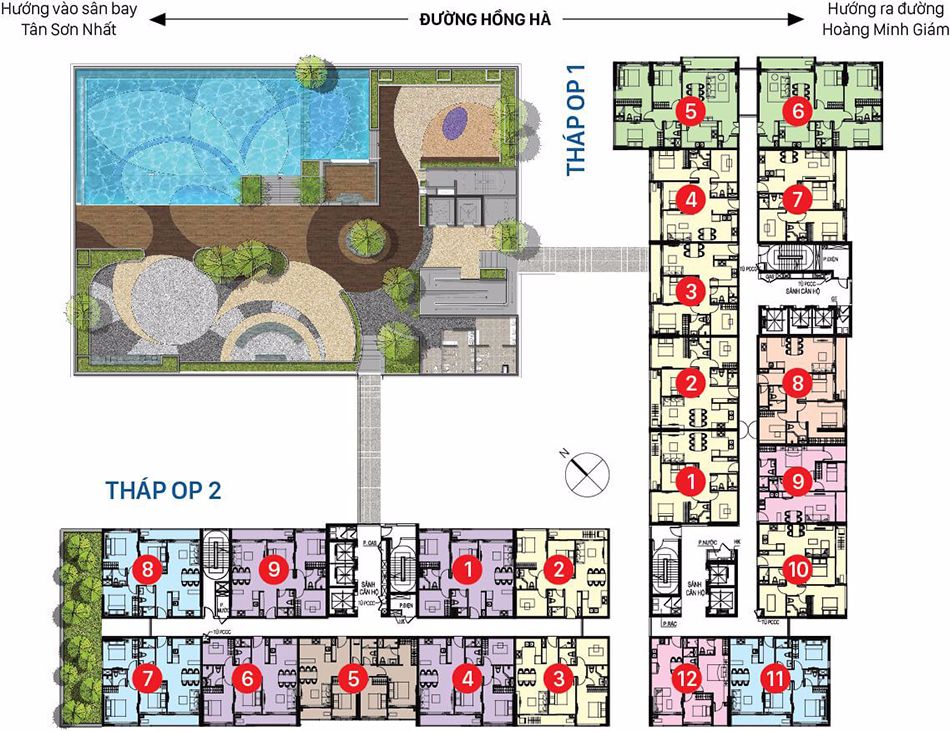 Hướng vào sân bay
Tân Sơn Nhất
ĐƯỜNG HỒNG HÀ
Hướng ra đường
Hoàng Minh Giám
THÁP OP 1
5
6
4
7
3
TỦ PCCC
GAS
P.ĐIỆN
TỦ PCCC
SẢNH CĂN HỘ
2
8
1
9
N
THÁP OP 2
10
P.NƯỚC
HK
SẢNH
CĂN HỘ
P.RÁC
TỦ PCCC
12
11
8
9
1
2
P.GAS
SẢNH
CĂN HỘ
TỦ PCCC
P.ĐIỆN
P.
NƯỚC
TỦ PCCC
7
6
5
4
3